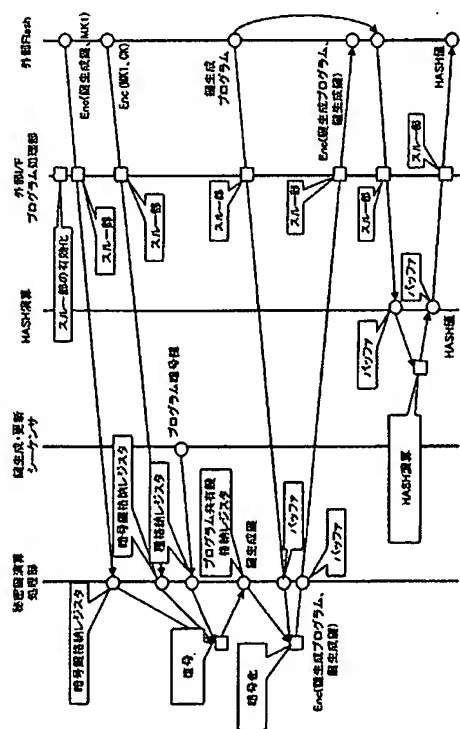 外部Flash
外部I/F
プログラム処理部
HASH演算
鍵生成・更新
シーケンサ
秘密鍵演算
処理部
Enc(鍵生成鍵、MK1)
Enc(MK1、CK)
鍵生成
プログラム
Enc(鍵生成プログラム、
鍵生成鍵)
HASH値
スルー部の有効化
スルー部
スルー部
スルー部
スルー部
スルー部
スルー部
バッファ
バッファ
HASH値
HASH演算
プログラム暗号種
暗号鍵格納レジスタ
暗号鍵格納レジスタ
種格納レジスタ
プログラム共有鍵
格納レジスタ
鍵生成鍵
バッファ
バッファ
暗号化
Enc(鍵生成プログラム、
鍵生成鍵)